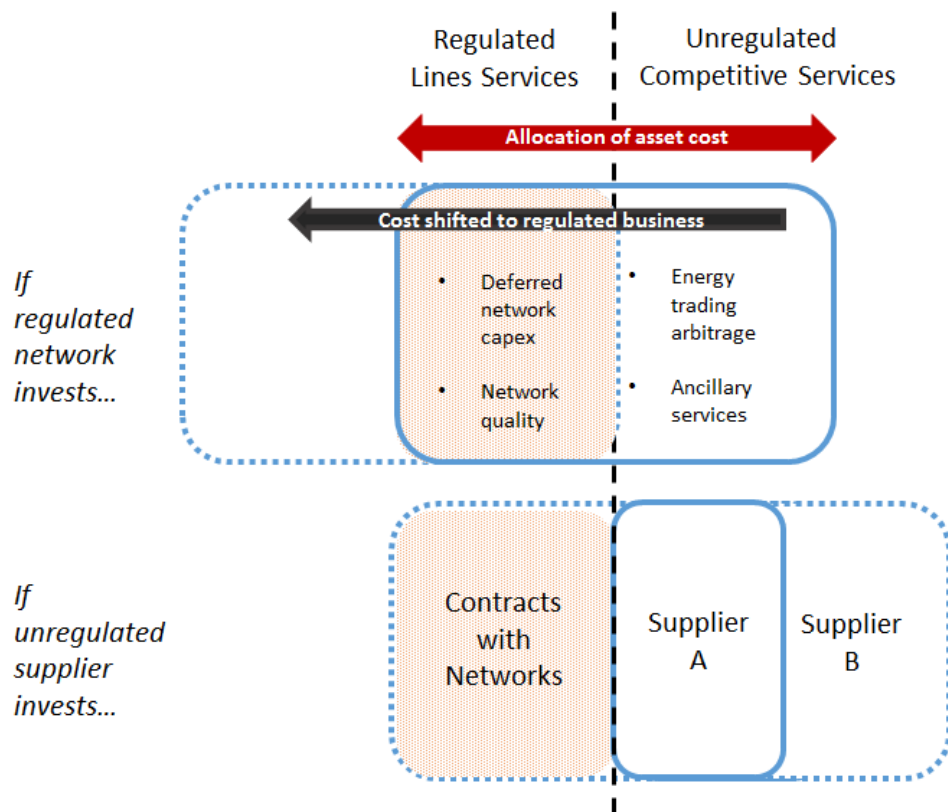 Regulated
Lines Services
Unregulated
Competitive Services
Allocation of asset cost
Cost shifted to regulated business
If
regulated
network
invests…
• Deferred
network
capex
• Network
quality
• Energy
trading
arbitrage
• Ancillary
services
If
unregulated
supplier
invests…
Contracts
with
Networks
Supplier
A
Supplier
B